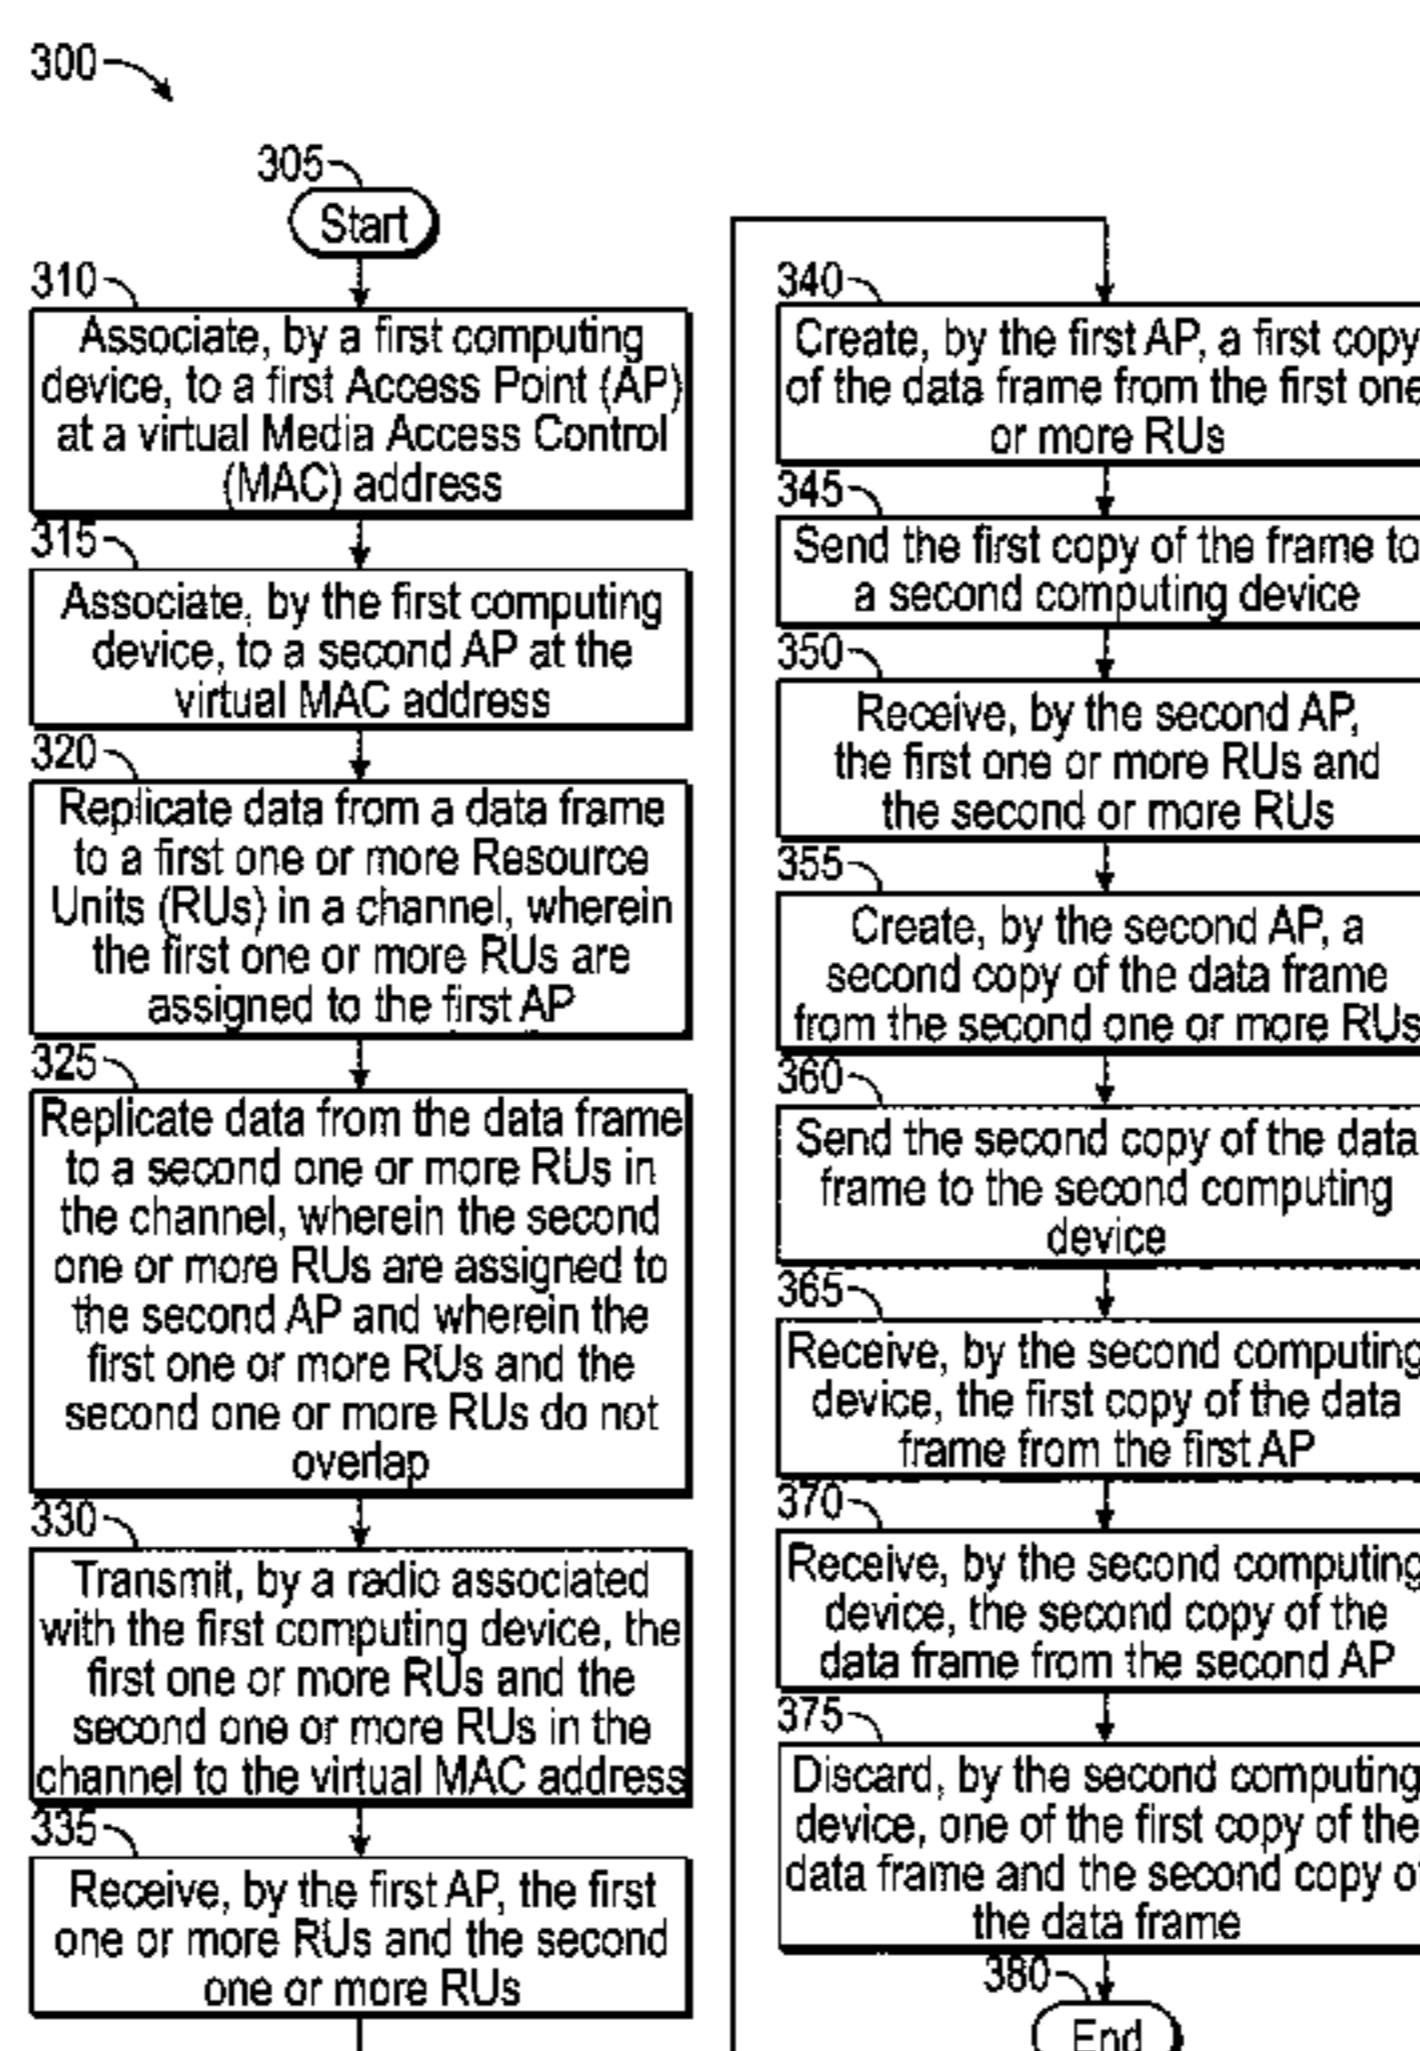 300
305
Start
310
Associate, by a first computing
device, to a first Access Point (AP)
at a virtual Media Access Control
(MAC) address
315
Associate, by the first computing
device, to a second AP at the
virtual MAC address
320
Replicate data from a data frame
to a first one or more Resource
Units (RUs) in a channel, wherein
the first one or more RUs are
assigned to the first AP
325
Replicate data from the data frame
to a second one or more RUs in
the channel, wherein the second
one or more RUs are assigned to
the second AP and wherein the
first one or more RUs and the
second one or more RUs do not
overlap
330
Transmit, by a radio associated
with the first computing device, the
first one or more RUs and the
second one or more RUs in the
channel to the virtual MAC address
335
Receive, by the first AP, the first
one or more RUs and the second
one or more RUs
340
Create, by the first AP, a first copy
of the data frame from the first one
or more RUs
345
Send the first copy of the frame to
a second computing device
350
Receive, by the second AP,
the first one or more RUs and
the second or more RUs
355
Create, by the second AP, a
second copy of the data frame
from the second one or more RUs
360
Send the second copy of the data
frame to the second computing
device
365
Receive, by the second computing
device, the first copy of the data
frame from the first AP
370
Receive, by the second computing
device, the second copy of the
data frame from the second AP
375
Discard, by the second computing
device, one of the first copy of the
data frame and the second copy of
the data frame
380
End